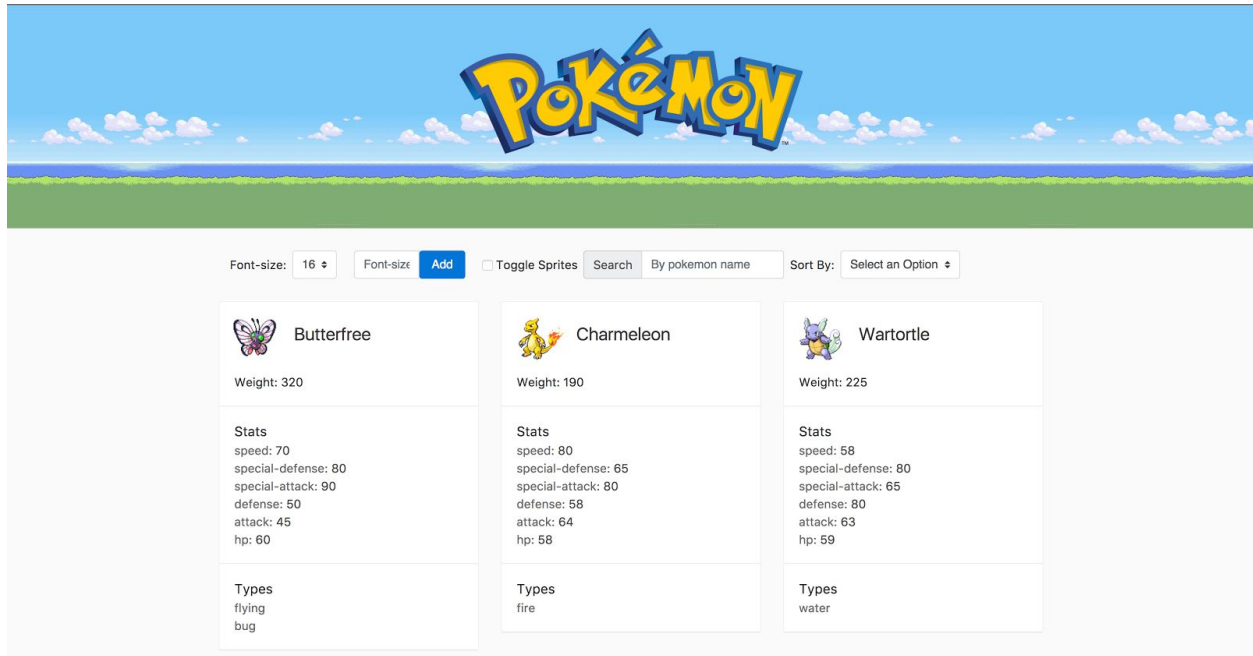 POKéMON
TM
Font-size: 16 Font-size Add Toggle Sprites Search By pokemon name Sort By: Select an Option
Butterfree
Weight: 320
Stats
speed: 70
special-defense: 80
special-attack: 90
defense: 50
attack: 45
hp: 60
Types
flying
bug
Charmeleon
Weight: 190
Stats
speed: 80
special-defense: 65
special-attack: 80
defense: 58
attack: 64
hp: 58
Types
fire
Wartortle
Weight: 225
Stats
speed: 58
special-defense: 80
special-attack: 65
defense: 80
attack: 63
hp: 59
Types
water